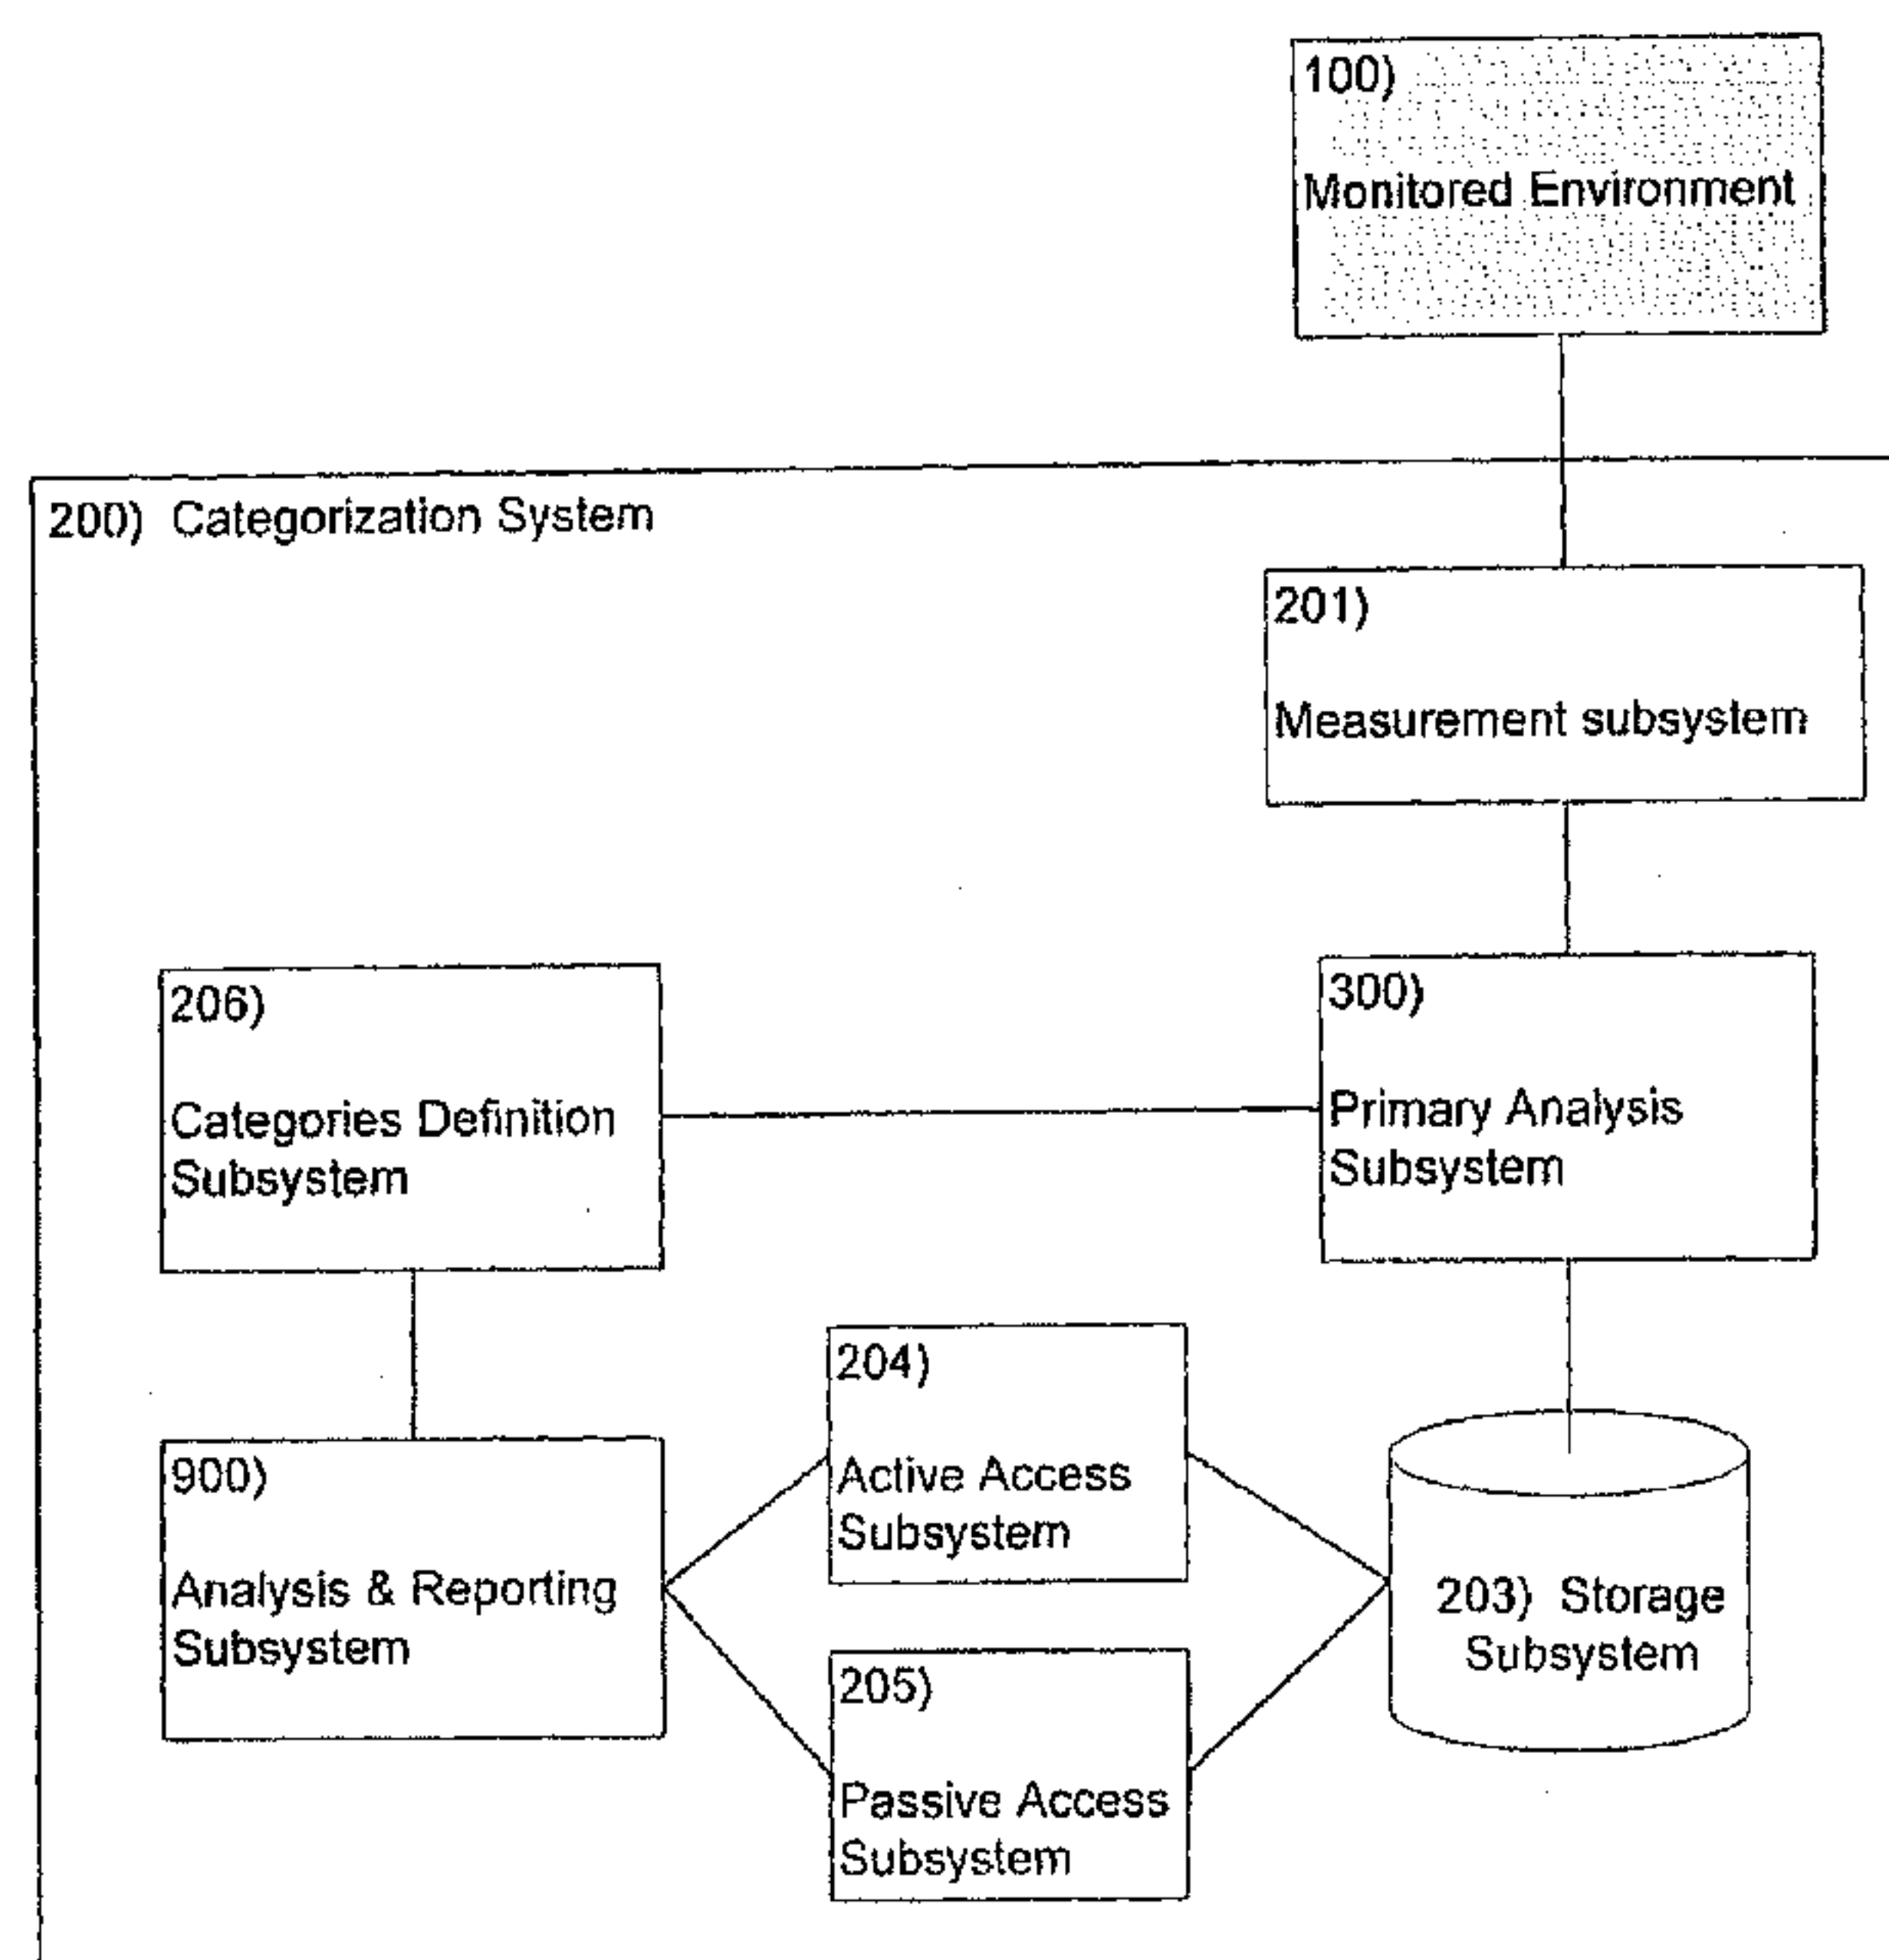 100)
Monitored Environment
200) Categorization System
201)
Measurement subsystem
206)
Categories Definition
Subsystem
300)
Primary Analysis
Subsystem
204)
Active Access
Subsystem
900)
Analysis & Reporting
Subsystem
203) Storage
Subsystem
205)
Passive Access
Subsystem